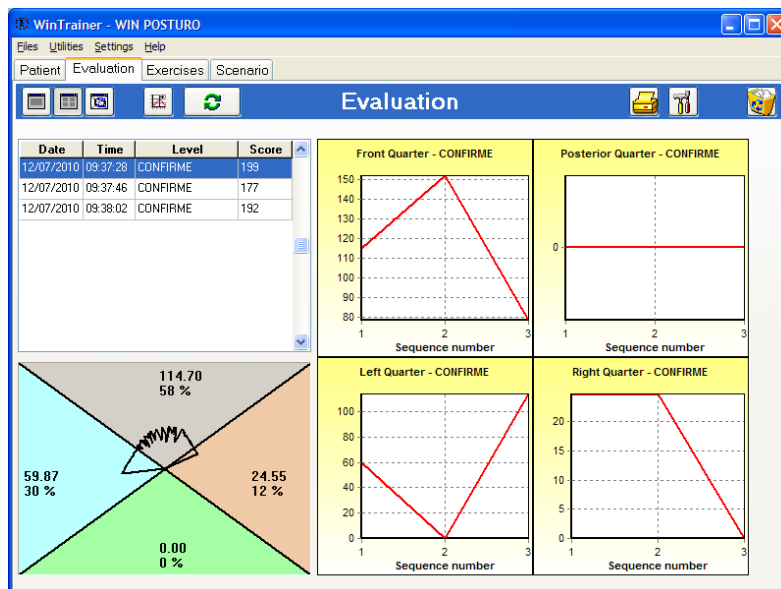 WinTrainer - WIN POSTURO
Files Utilities Settings Help
Patient Evaluation Exercises Scenario
Evaluation
Date Time Level Score
12/07/2010 09:37:28 CONFIRME 199
12/07/2010 09:37:46 CONFIRME 177
12/07/2010 09:38:02 CONFIRME 192
Front Quarter - CONFIRME
150
140
130
120
110
100
90
80
1 2 3
Sequence number
Posterior Quarter - CONFIRME
0
1 2 3
Sequence number
114.70
58 %
59.87
30 %
24.55
12 %
0.00
0 %
Left Quarter - CONFIRME
100
80
60
40
20
0
1 2 3
Sequence number
Right Quarter - CONFIRME
20
15
10
5
0
1 2 3
Sequence number